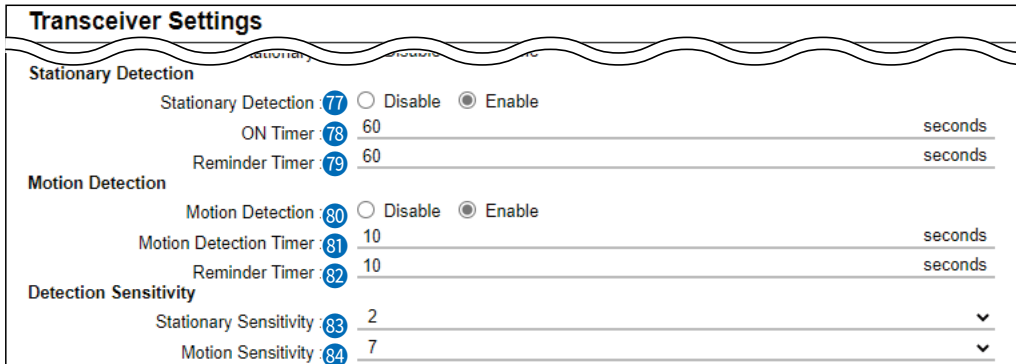 Transceiver Settings
Stationary Detection
Stationary Detection : 77 Disable Enable
ON Timer : 78 60 seconds
Reminder Timer : 79 60 seconds
Motion Detection
Motion Detection : 80 Disable Enable
Motion Detection Timer : 81 10 seconds
Reminder Timer : 82 10 seconds
Detection Sensitivity
Stationary Sensitivity : 83 2
Motion Sensitivity : 84 7